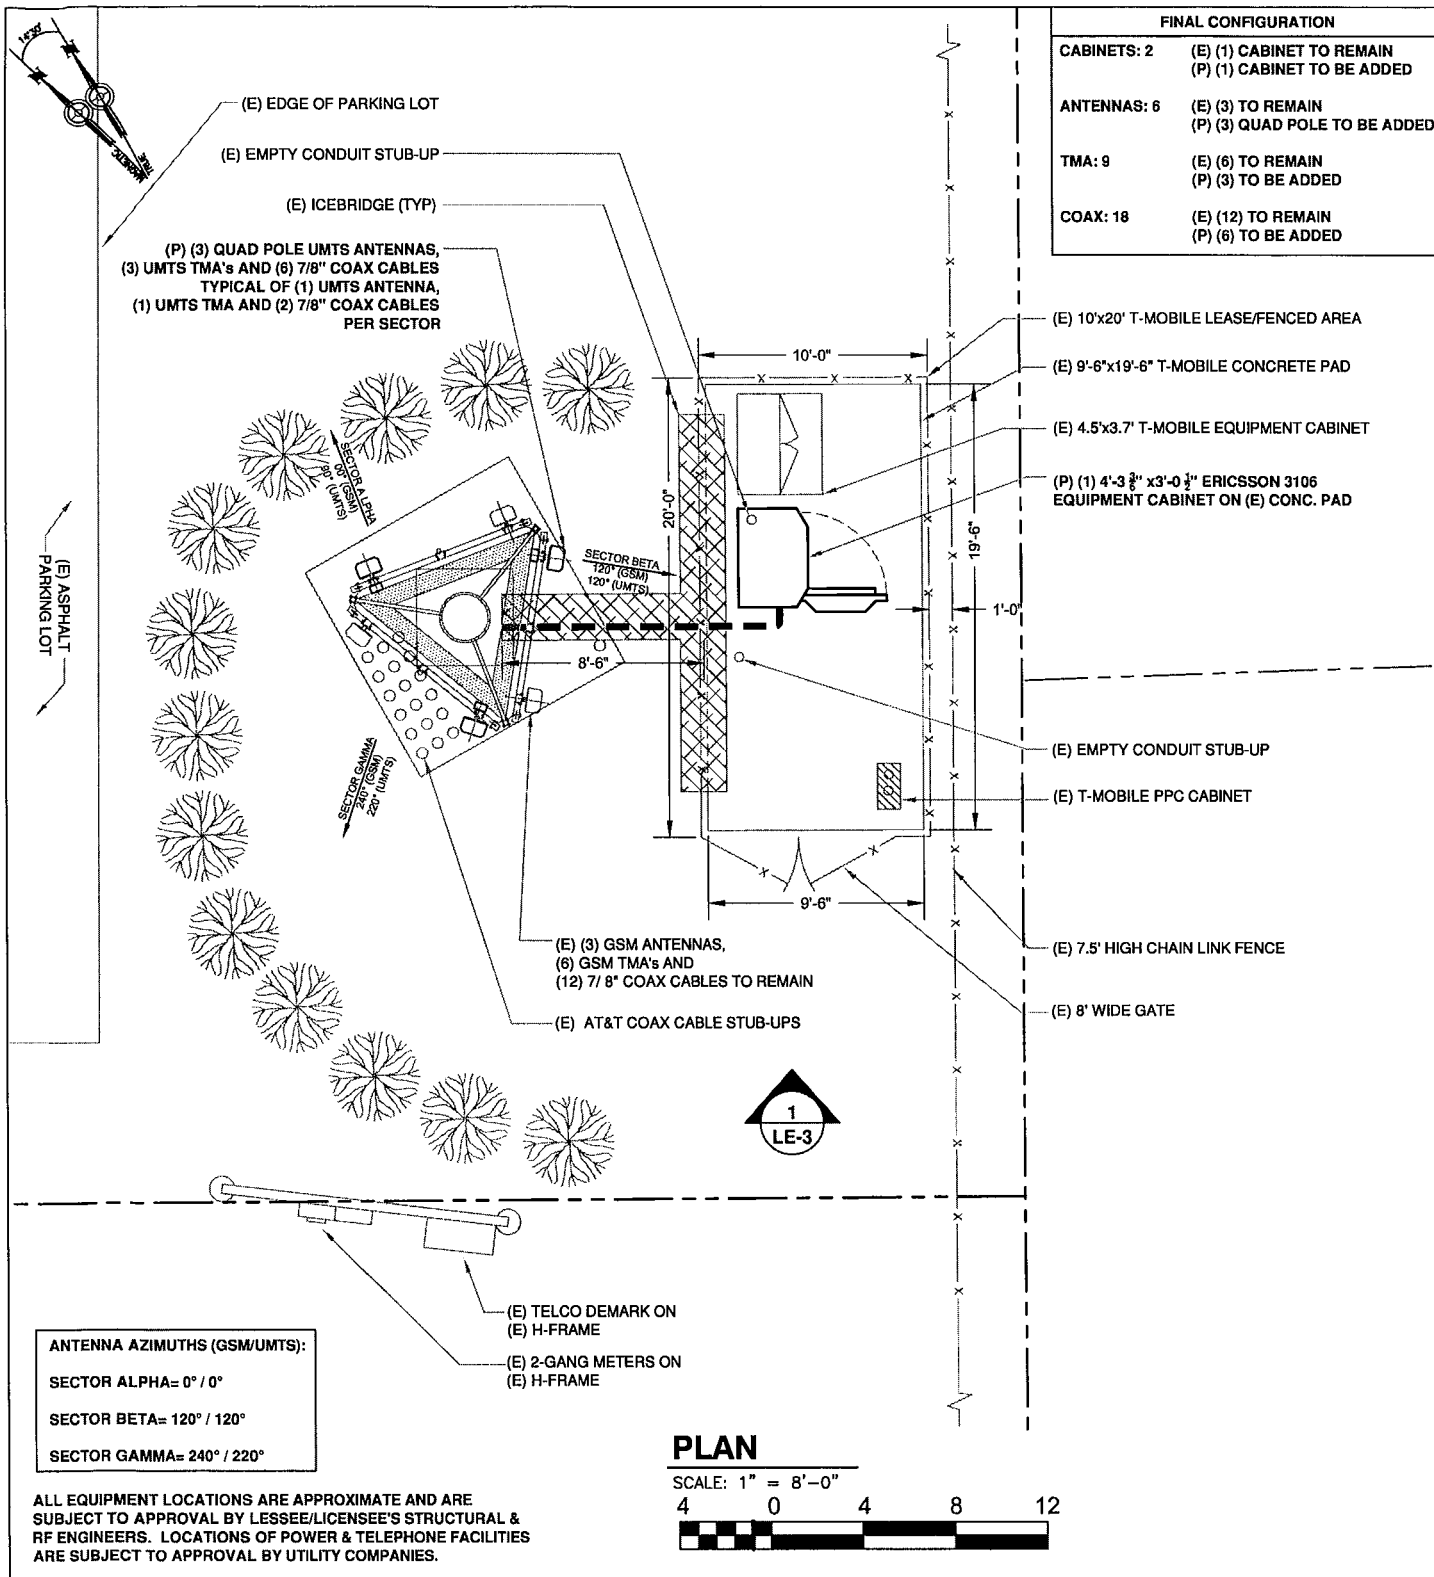 FINAL CONFIGURATION
CABINETS: 2 (E) (1) CABINET TO REMAIN
(P) (1) CABINET TO BE ADDED
ANTENNAS: 6 (E) (3) TO REMAIN
(P) (3) QUAD POLE TO BE ADDED
TMA: 9 (E) (6) TO REMAIN
(P) (3) TO BE ADDED
COAX: 18 (E) (12) TO REMAIN
(P) (6) TO BE ADDED
14°30'
N
N
MAGNETIC
TRUE
(E) EDGE OF PARKING LOT
(E) EMPTY CONDUIT STUB-UP
(E) ICEBRIDGE (TYP)
(P) (3) QUAD POLE UMTS ANTENNAS,
(3) UMTS TMA's AND (6) 7/8" COAX CABLES
TYPICAL OF (1) UMTS ANTENNA,
(1) UMTS TMA AND (2) 7/8" COAX CABLES
PER SECTOR
(E) 10'x20' T-MOBILE LEASE/FENCED AREA
(E) 9'-6"x19'-6" T-MOBILE CONCRETE PAD
(E) 4.5'x3.7' T-MOBILE EQUIPMENT CABINET
(P) (1) 4'-3 3/6" x3'-0 1/2" ERICSSON 3106
EQUIPMENT CABINET ON (E) CONC. PAD
10'-0"
20'-0"
19'-6"
1'-0"
8'-6"
9'-6"
SECTOR ALPHA
00° (GSM)
90° (UMTS)
SECTOR BETA
120° (GSM)
120° (UMTS)
SECTOR GAMMA
240° (GSM)
220° (UMTS)
(E) ASPHALT
PARKING LOT
(E) EMPTY CONDUIT STUB-UP
(E) T-MOBILE PPC CABINET
(E) (3) GSM ANTENNAS,
(6) GSM TMA's AND
(12) 7/ 8" COAX CABLES TO REMAIN
(E) AT&T COAX CABLE STUB-UPS
(E) 7.5' HIGH CHAIN LINK FENCE
(E) 8' WIDE GATE
1
LE-3
(E) TELCO DEMARK ON
(E) H-FRAME
(E) 2-GANG METERS ON
(E) H-FRAME
ANTENNA AZIMUTHS (GSM/UMTS):
SECTOR ALPHA= 0° / 0°
SECTOR BETA= 120° / 120°
SECTOR GAMMA= 240° / 220°
ALL EQUIPMENT LOCATIONS ARE APPROXIMATE AND ARE
SUBJECT TO APPROVAL BY LESSEE/LICENSEE'S STRUCTURAL &
RF ENGINEERS. LOCATIONS OF POWER & TELEPHONE FACILITIES
ARE SUBJECT TO APPROVAL BY UTILITY COMPANIES.
PLAN
SCALE: 1" = 8'-0"
4 0 4 8 12